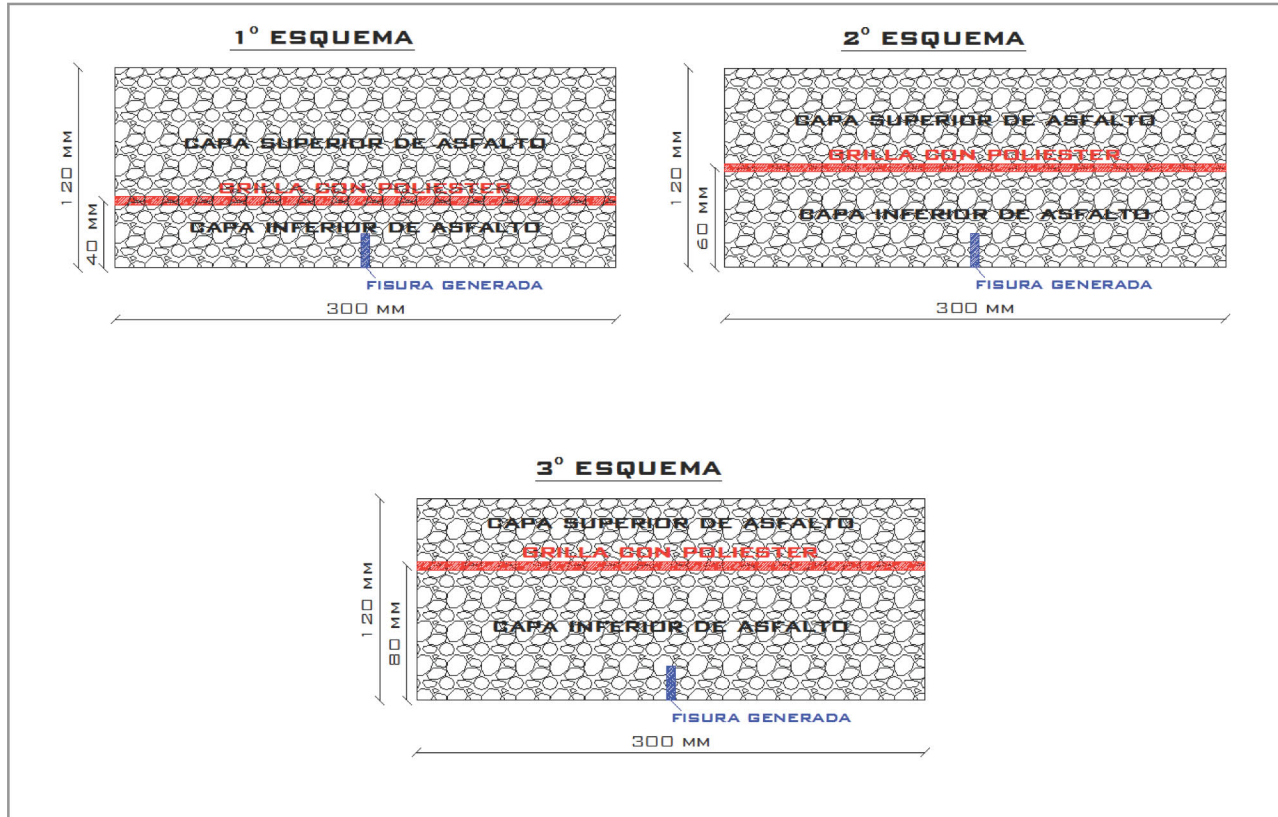 1º ESQUEMA
120 MM
40 MM
CAPA SUPERIOR DE ASFALTO
GRILLA CON POLIESTER
CAPA INFERIOR DE ASFALTO
FISURA GENERADA
300 MM
2º ESQUEMA
120 MM
60 MM
CAPA SUPERIOR DE ASFALTO
GRILLA CON POLIESTER
CAPA INFERIOR DE ASFALTO
FISURA GENERADA
300 MM
3º ESQUEMA
120 MM
80 MM
CAPA SUPERIOR DE ASFALTO
GRILLA CON POLIESTER
CAPA INFERIOR DE ASFALTO
FISURA GENERADA
300 MM